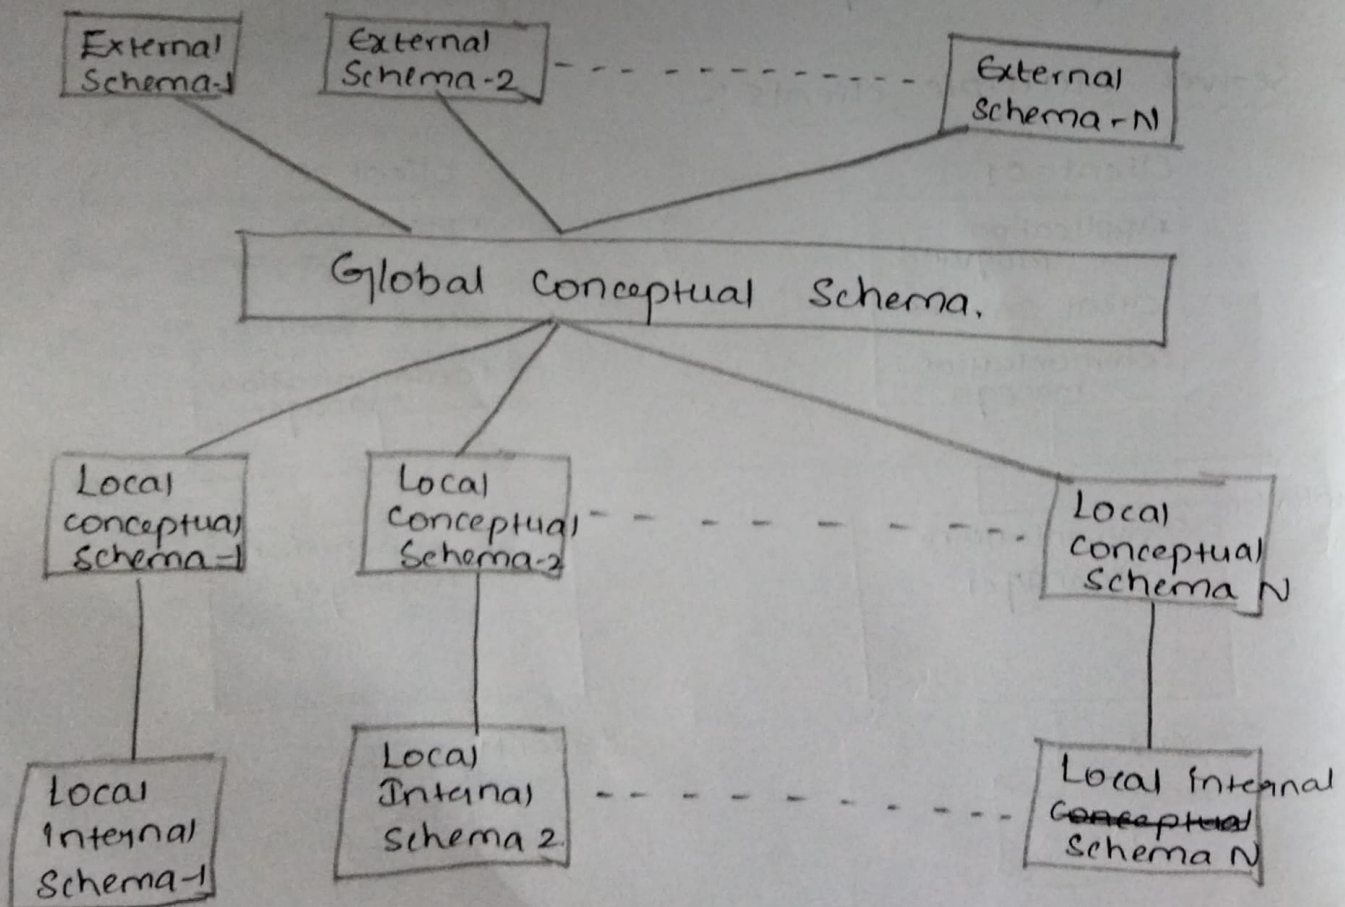 External
Schema-1
External
Schema-2
External
Schema-N
Global Conceptual Schema.
Local
conceptual
Schema-1
Local
Conceptual
Schema-2
Local
Conceptual
Schema N
Local
Internal
Schema-1
Local
Internal
Schema 2
Local Internal
Conceptual
Schema N